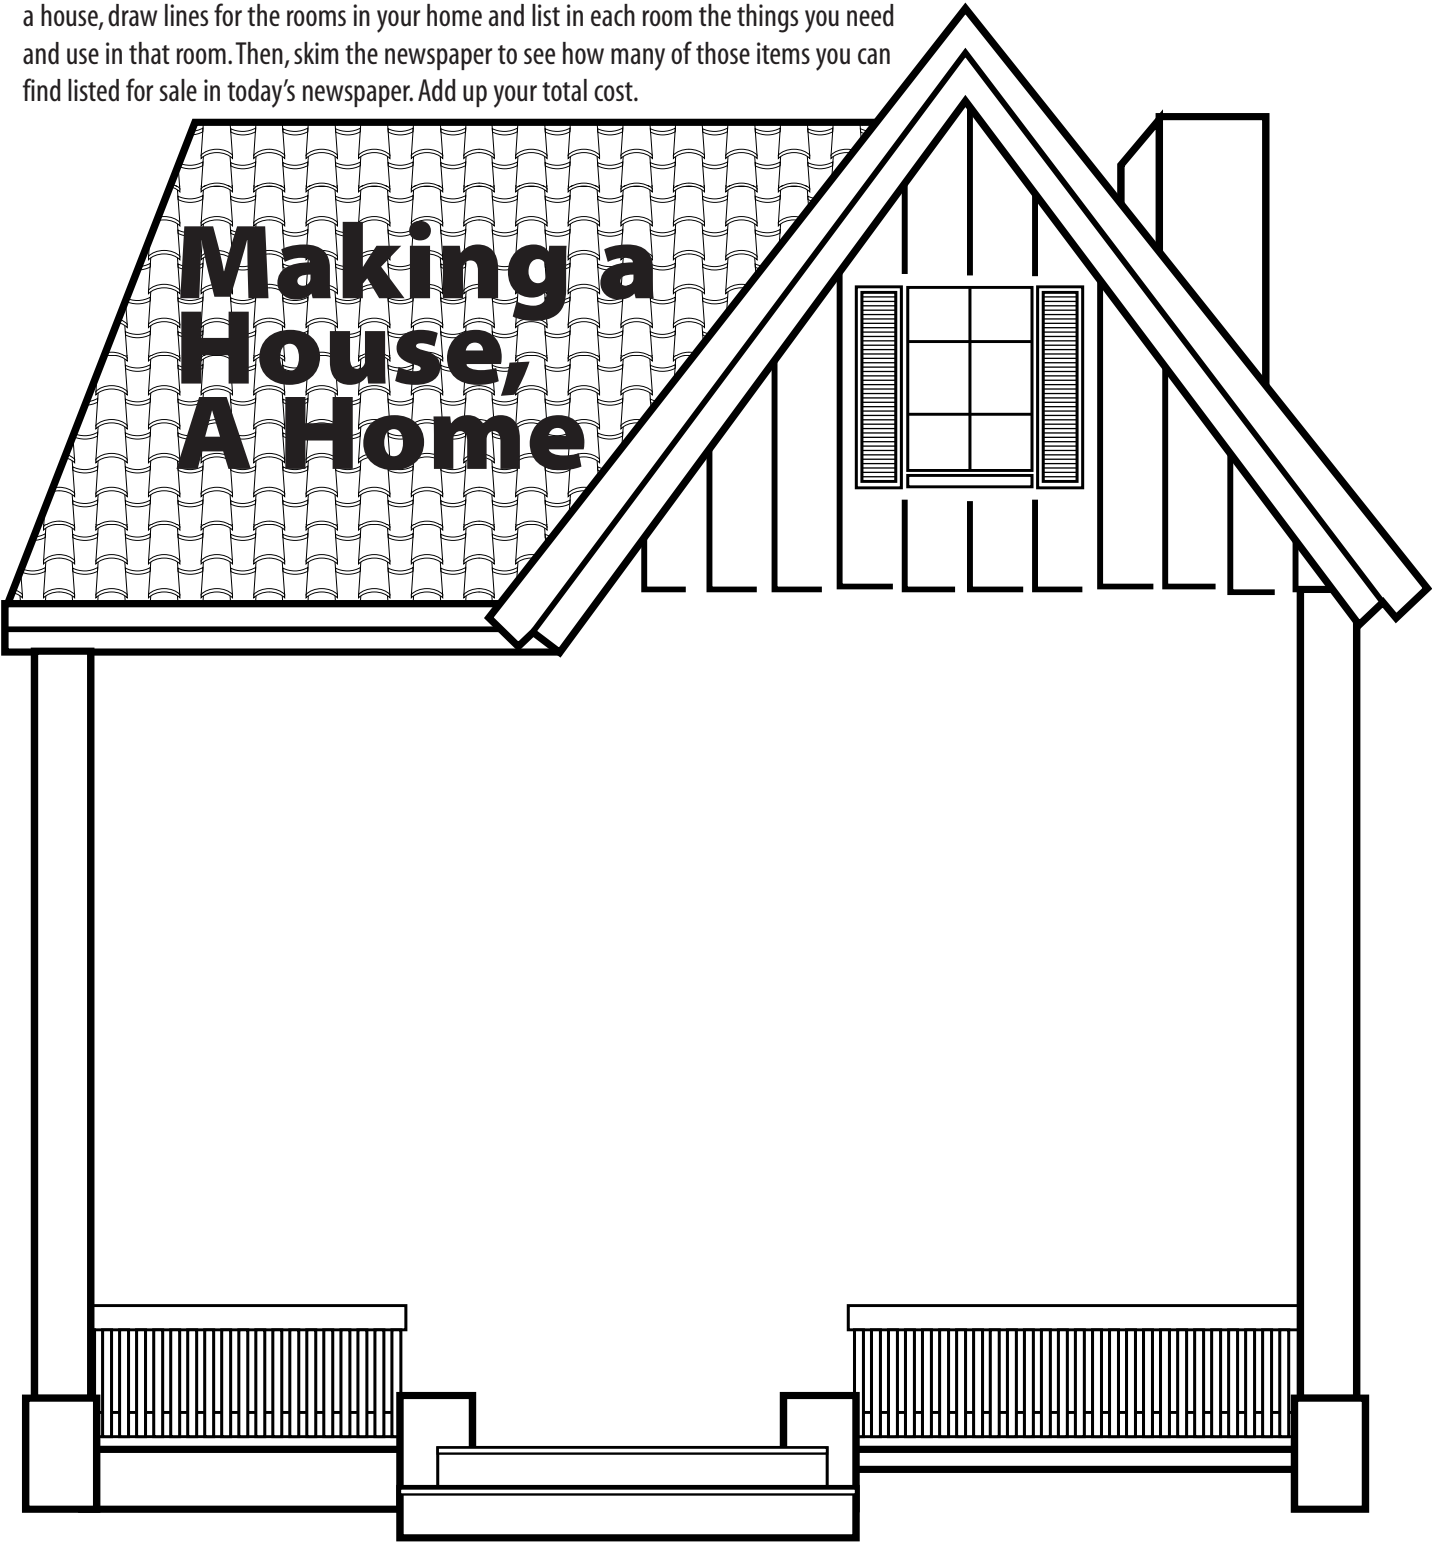 a house, draw lines for the rooms in your home and list in each room the things you need
and use in that room. Then, skim the newspaper to see how many of those items you can
find listed for sale in today’s newspaper. Add up your total cost.
Making a
House,
A Home